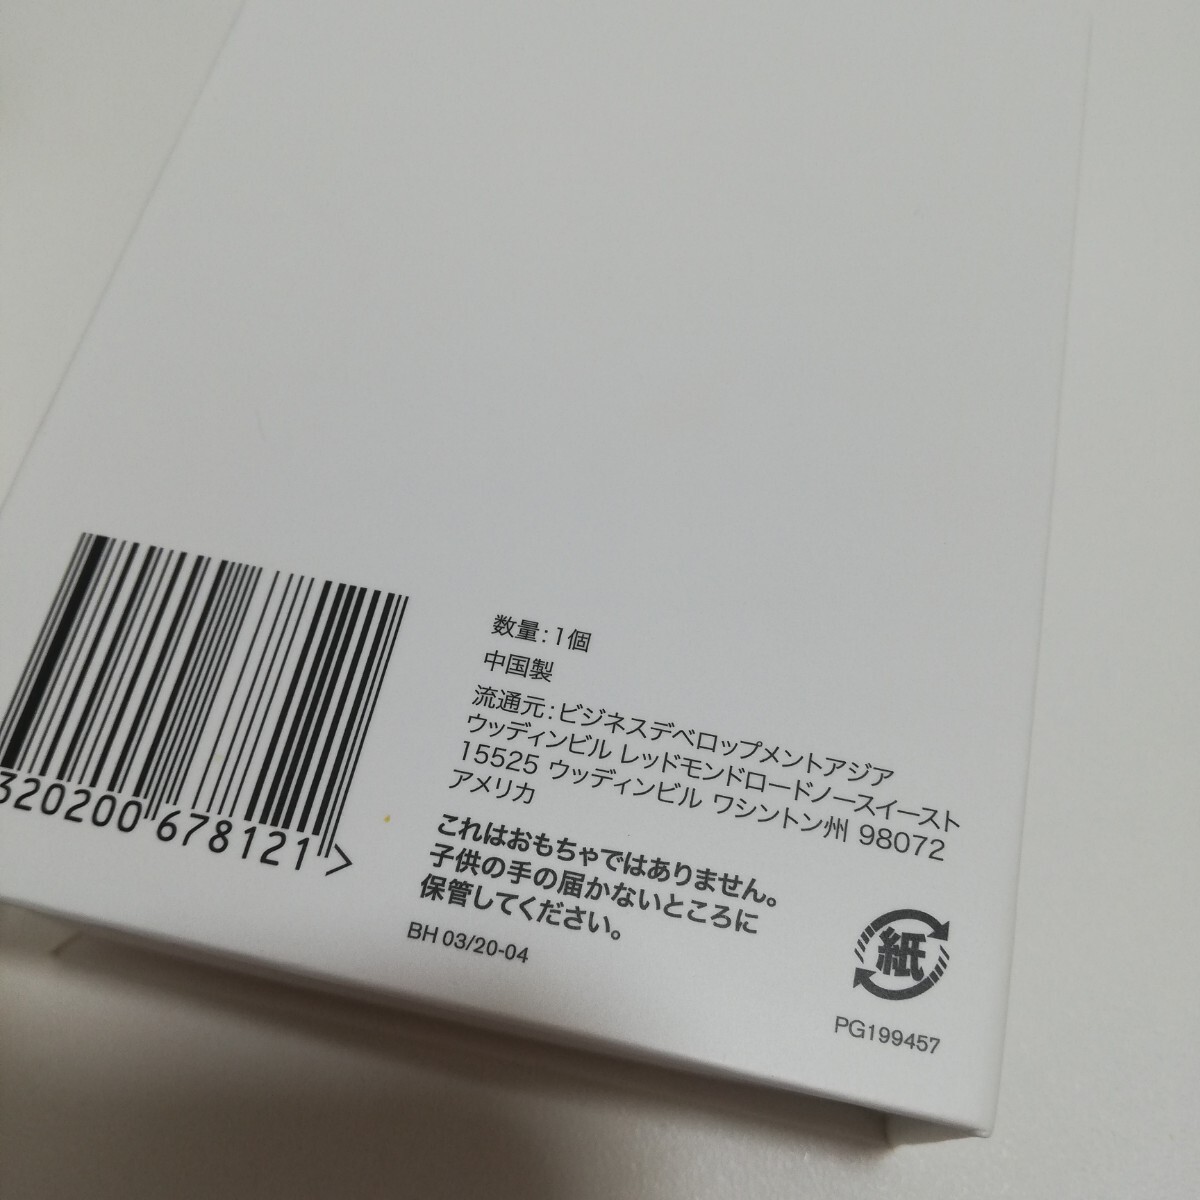 320200 678121 >
数量:1個
中国製
流通元:ビジネスデベロップメントアジア
ウッディンビル レッドモンドロードノースイースト
15525 ウッディンビル ワシントン州 98072
アメリカ
これはおもちゃではありません。
子供の手の届かないところに
保管してください。
BH 03/20-04
紙
PG199457